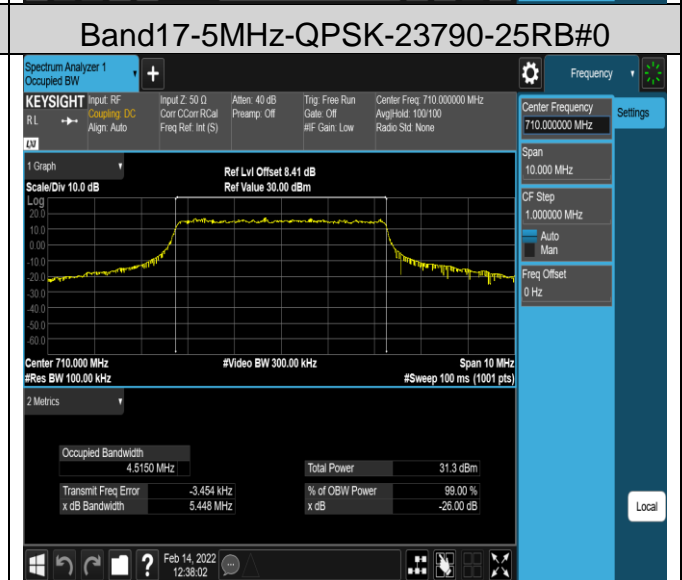 Band17-5MHz-QPSK-23790-25RB#0
Spectrum Analyzer 1
Occupied BW
Frequency
KEYSIGHT
RL
Input: RF
Coupling: DC
Align: Auto
Input Z: 50 Ω
Corr CCorr RCal
Freq Ref: Int (S)
Atten: 40 dB
Preamp: Off
Trig: Free Run
Gate: Off
#IF Gain: Low
Center Freq: 710.000000 MHz
Avg|Hold: 100/100
Radio Std: None
LXI
1 Graph
Scale/Div 10.0 dB
Ref Lvl Offset 8.41 dB
Ref Value 30.00 dBm
Log
20.0
10.0
0.00
-10.0
-20.0
-30.0
-40.0
-50.0
-60.0
Center 710.000 MHz
#Res BW 100.00 kHz
#Video BW 300.00 kHz
Span 10 MHz
#Sweep 100 ms (1001 pts)
2 Metrics
Occupied Bandwidth
4.5150 MHz
Total Power 31.3 dBm
Transmit Freq Error -3.454 kHz
% of OBW Power 99.00 %
x dB Bandwidth 5.448 MHz
x dB -26.00 dB
Center Frequency
710.000000 MHz
Settings
Span
10.000 MHz
CF Step
1.000000 MHz
Auto
Man
Freq Offset
0 Hz
Local
?
Feb 14, 2022
12:38:02